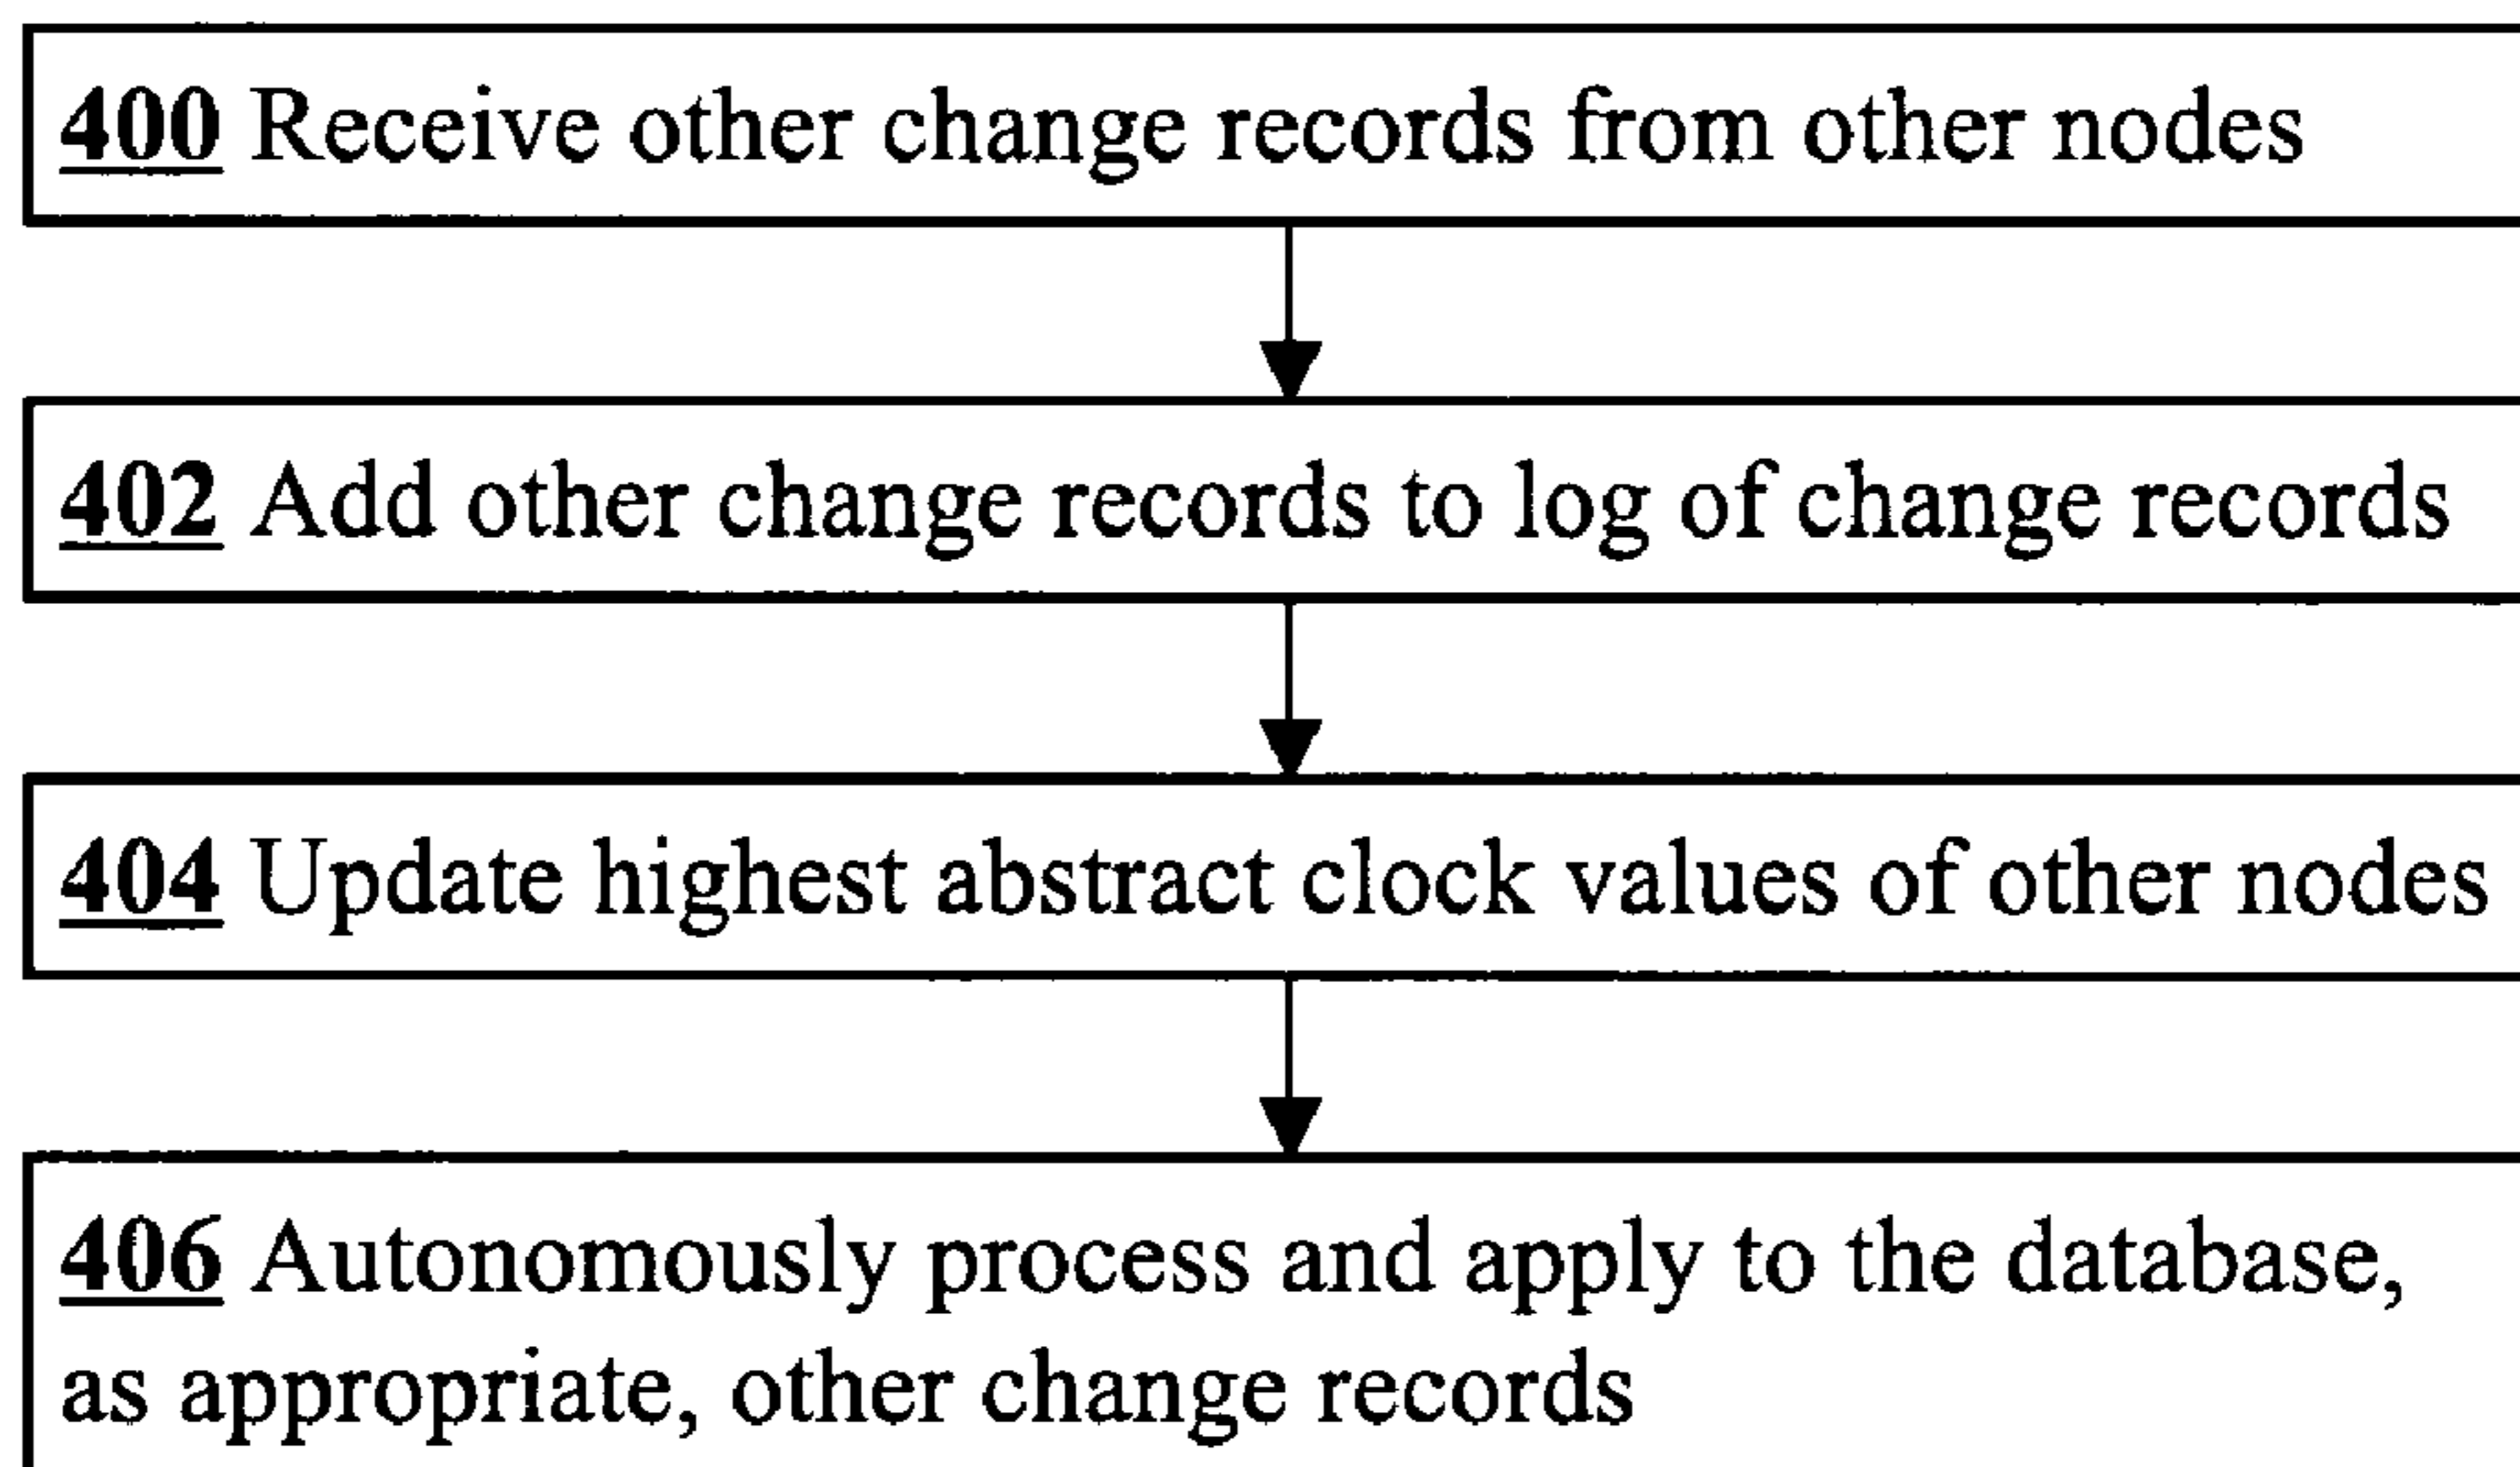 400 Receive other change records from other nodes
402 Add other change records to log of change records
404 Update highest abstract clock values of other nodes
406 Autonomously process and apply to the database,
as appropriate, other change records